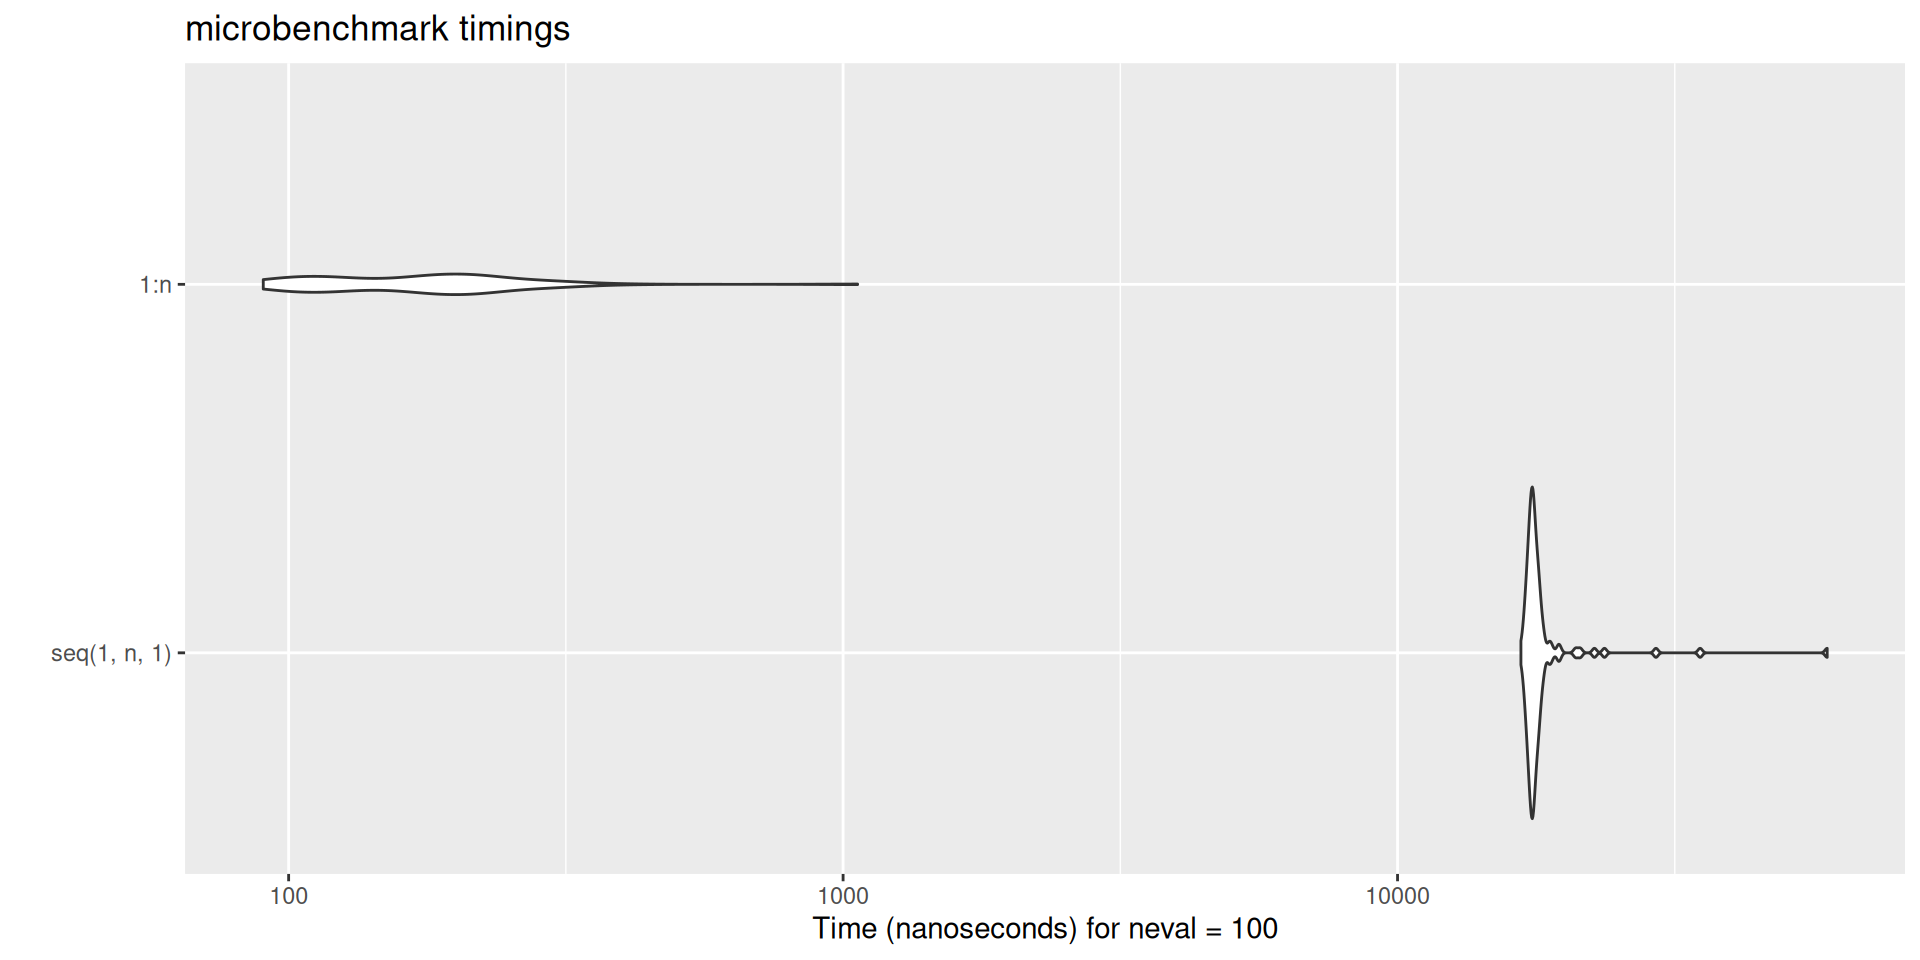 microbenchmark timings
1:n
seq(1, n, 1)
100
1000
10000
Time (nanoseconds) for neval = 100